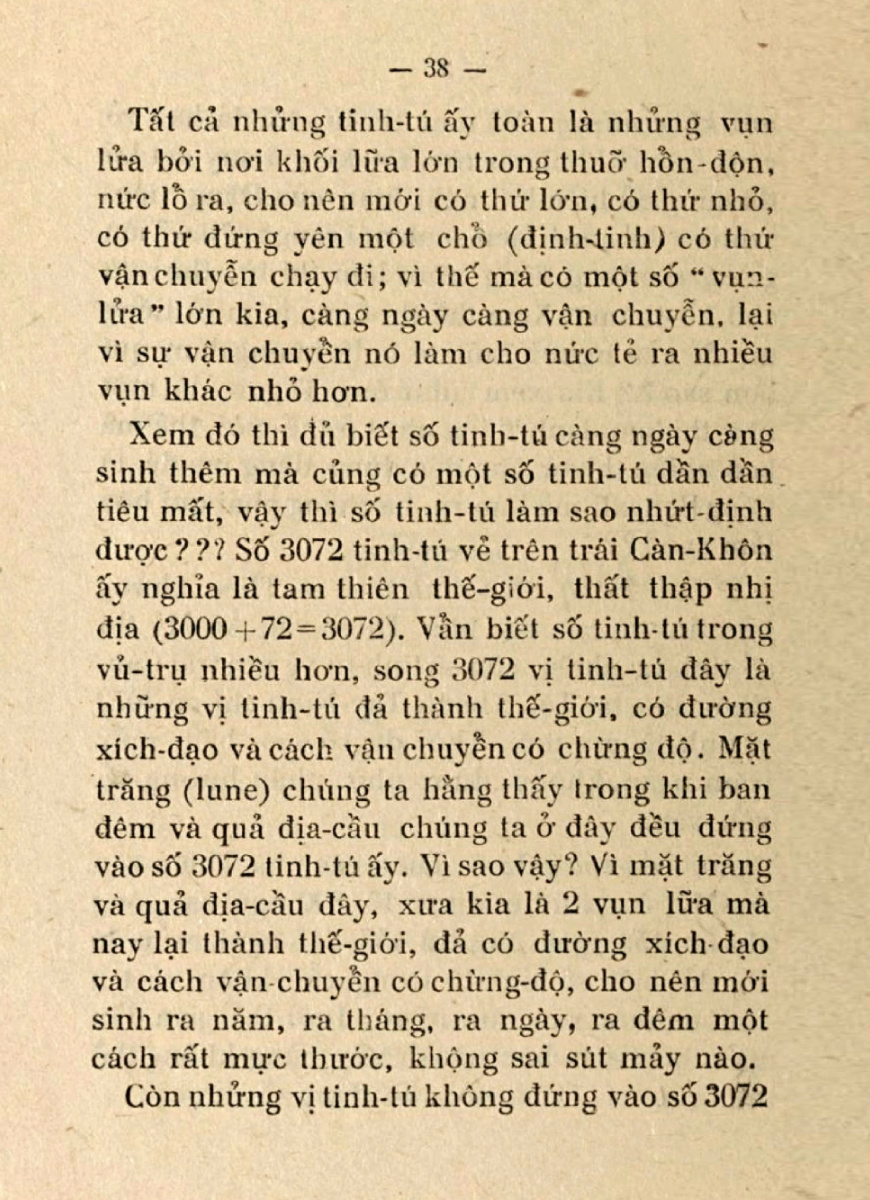 — 38 —
Tất cả nhửng tinh-tú ấy toàn là nhửng vụn
lửa bởi nơi khối lữa lớn trong thuở hồn-độn,
nức lồ ra, cho nên mới có thứ lớn, có thứ nhỏ,
có thứ đứng yên một chổ (định-tinh) có thứ
vận chuyễn chạy đi; vì thế mà có một số “ vụn-
lửa” lớn kia, càng ngày càng vận chuyễn, lại
vì sự vận chuyển nó làm cho nức tẻ ra nhiều
vụn khác nhỏ hơn.
Xem đó thì đủ biết số tinh-tú càng ngày càng
sinh thêm mà củng có một số tinh-tú dần dần
tiêu mất, vậy thì số tinh-tú làm sao nhứt-định
được ? ? ? Số 3072 tinh-tú vẻ trên trái Càn-Khôn
ấy nghỉa là tam thiên thế-giới, thất thập nhị
địa (3000 + 72 = 3072). Vẩn biết số tinh-tú trong
vủ-trụ nhiều hơn, song 3072 vị tinh-tú đây là
những vị tinh-tú đả thành thế-giới, có đường
xích-đạo và cách vận chuyển có chừng độ. Mặt
trăng (lune) chúng ta hằng thấy trong khi ban
đêm và quả địa-cầu chúng ta ở đây đều đứng
vào số 3072 tinh-tú ấy. Vì sao vậy? Vì mặt trăng
và quả địa-cầu đây, xưa kia là 2 vụn lữa mà
nay lại thành thế-giới, đả có đường xích-đạo
và cách vận-chuyển có chừng-độ, cho nên mới
sinh ra năm, ra tháng, ra ngày, ra đêm một
cách rất mực thước, không sai sút mảy nào.
Còn nhửng vị tinh-tú không đứng vào số 3072